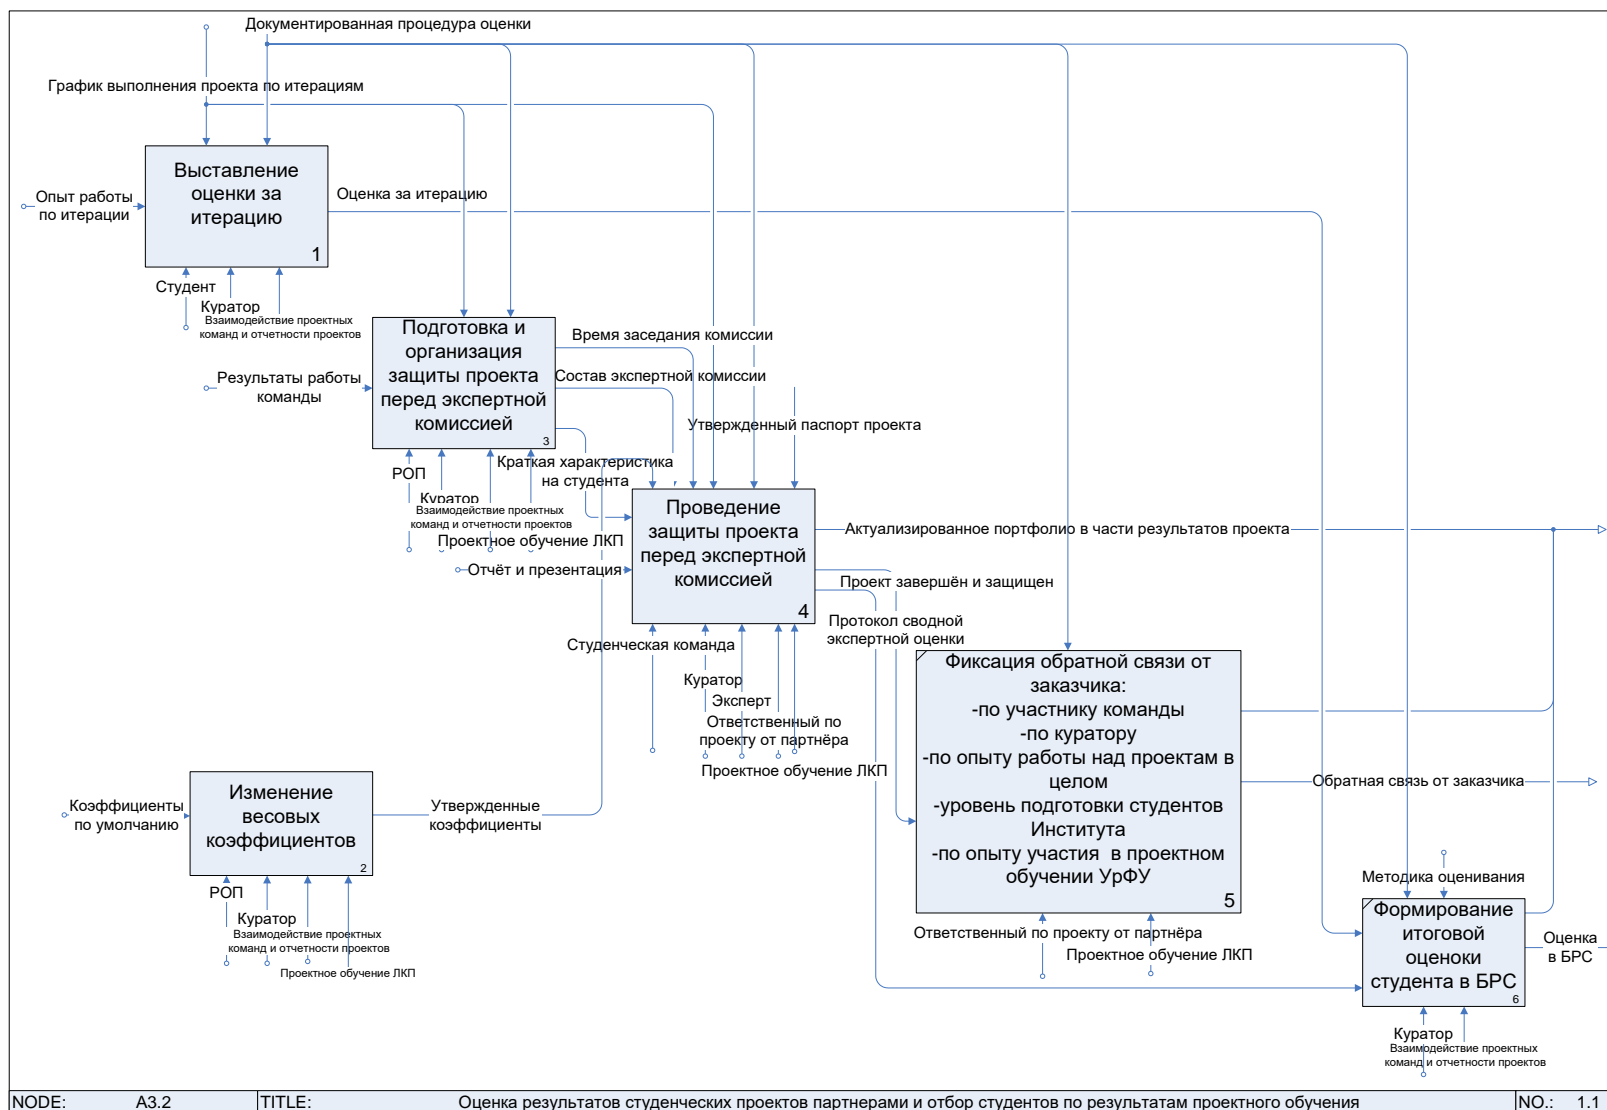 Документированная процедура оценки
График выполнения проекта по итерациям
Выставление
оценки за
итерацию
1
Опыт работы
по итерации
Оценка за итерацию
Студент
Куратор
Взаимодействие проектных
команд и отчетности проектов
Подготовка и
организация
защиты проекта
перед экспертной
комиссией
3
Время заседания комиссии
Состав экспертной комиссии
Результаты работы
команды
Утвержденный паспорт проекта
РОП
Краткая характеристика
на студента
Куратор
Взаимодействие проектных
команд и отчетности проектов
Проектное обучение ЛКП
Проведение
защиты проекта
перед экспертной
комиссией
4
Отчёт и презентация
Актуализированное портфолио в части результатов проекта
Проект завершён и защищен
Протокол сводной
экспертной оценки
Студенческая команда
Куратор
Эксперт
Ответственный по
проекту от партнёра
Проектное обучение ЛКП
Фиксация обратной связи от
заказчика:
-по участнику команды
-по куратору
-по опыту работы над проектам в
целом
-уровень подготовки студентов
Института
-по опыту участия в проектном
обучении УрФУ
5
Обратная связь от заказчика
Коэффициенты
по умолчанию
Изменение
весовых
коэффициентов
2
Утвержденные
коэффициенты
РОП
Куратор
Взаимодействие проектных
команд и отчетности проектов
Проектное обучение ЛКП
Ответственный по проекту от партнёра
Проектное обучение ЛКП
Методика оценивания
Формирование
итоговой
оценоки
студента в БРС
6
Оценка
в БРС
Куратор
Взаимодействие проектных
команд и отчетности проектов
NODE: A3.2 TITLE: Оценка результатов студенческих проектов партнерами и отбор студентов по результатам проектного обучения NO.: 1.1